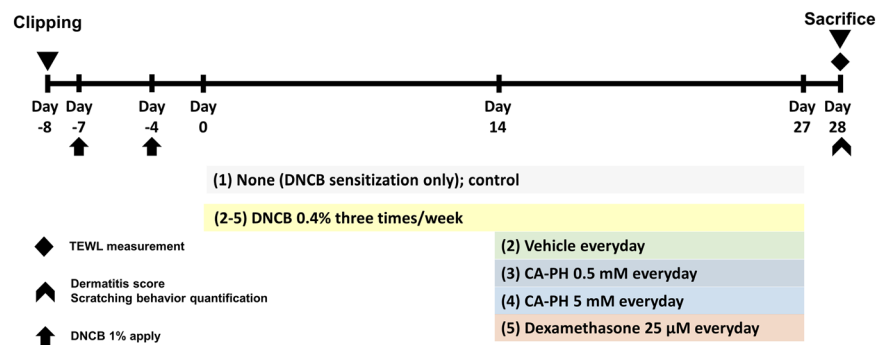 Clipping
Sacrifice
Day Day Day Day Day Day Day
-8 -7 -4 0 14 27 28
(1) None (DNCB sensitization only); control
(2-5) DNCB 0.4% three times/week
TEWL measurement
(2) Vehicle everyday
(3) CA-PH 0.5 mM everyday
Dermatitis score
Scratching behavior quantification
(4) CA-PH 5 mM everyday
(5) Dexamethasone 25 µM everyday
DNCB 1% apply